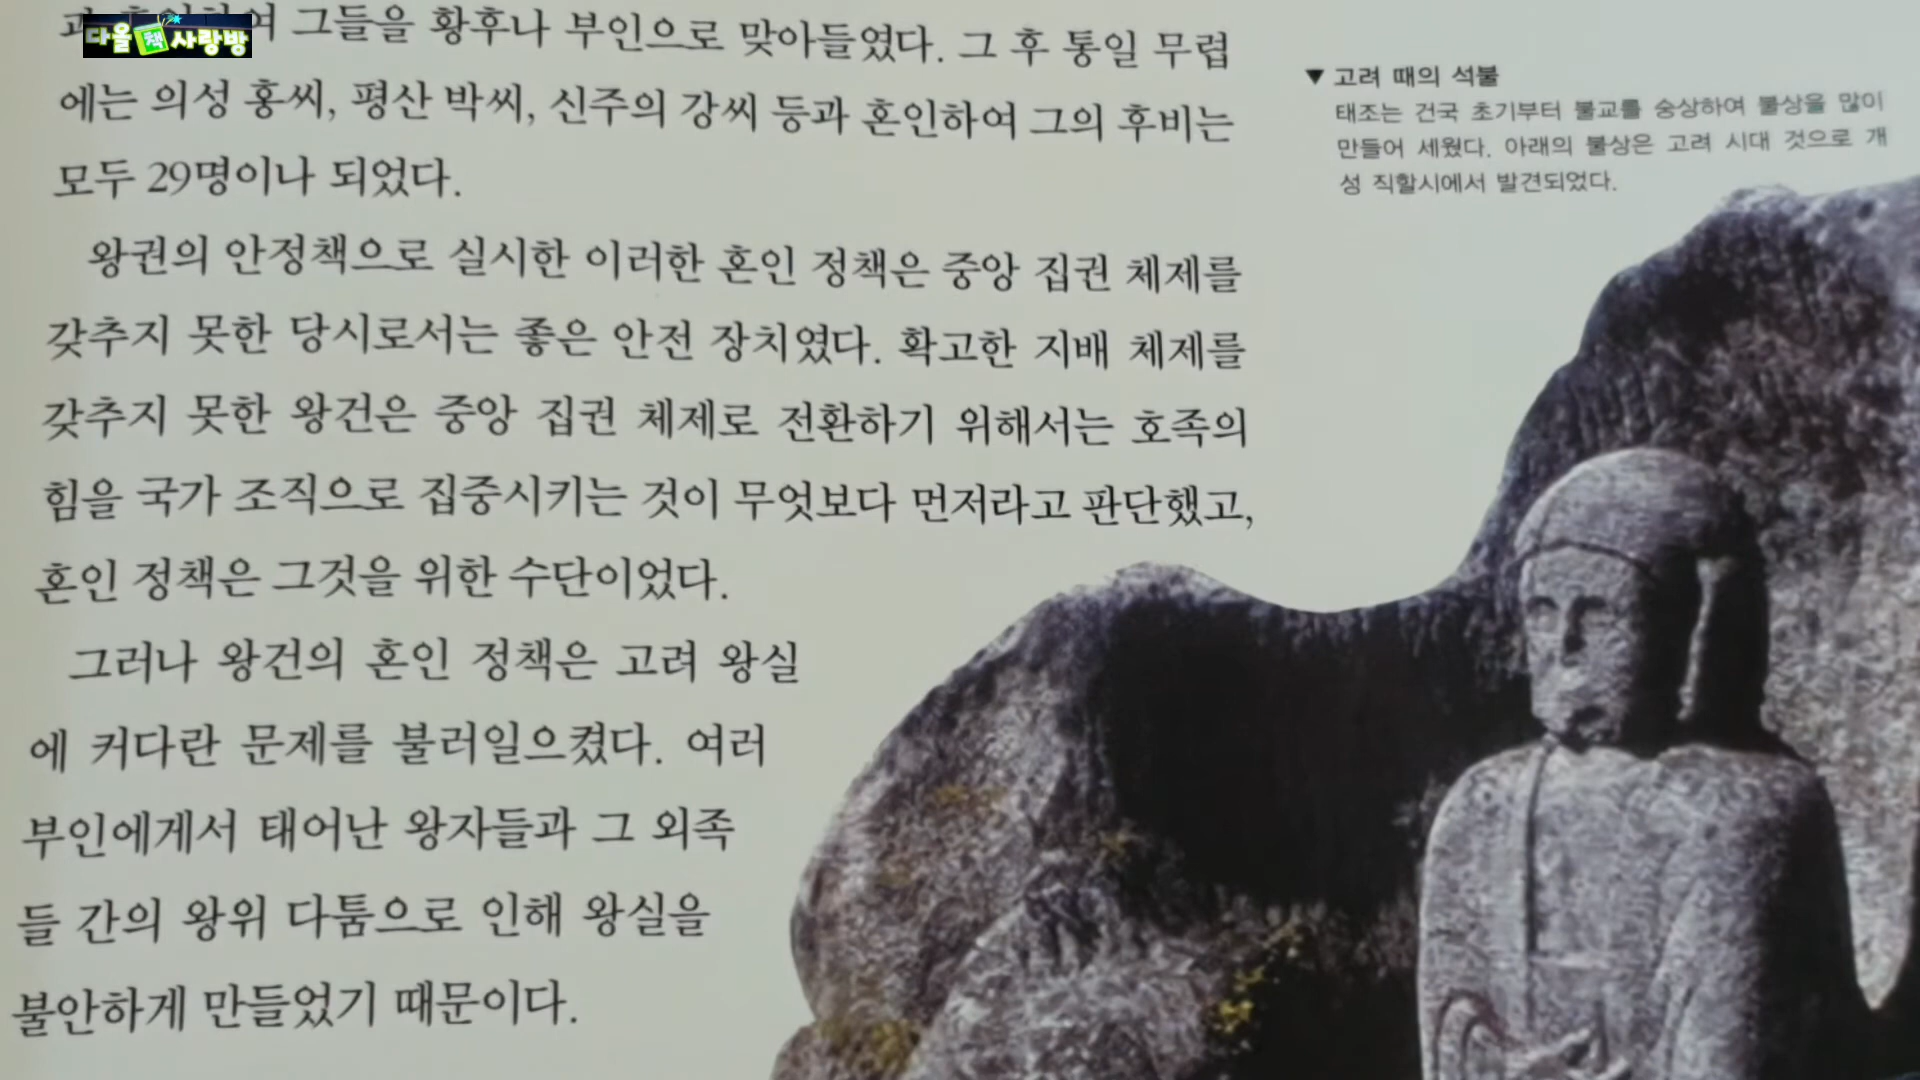 다올책사랑방
그들을 황후나 부인으로 맞아들였다. 그 후 통일 무렵
에는 의성 홍씨, 평산 박씨, 신주의 강씨 등과 혼인하여 그의 후비는
모두 29명이나 되었다.
왕권의 안정책으로 실시한 이러한 혼인 정책은 중앙 집권 체제를
갖추지 못한 당시로서는 좋은 안전 장치였다. 확고한 지배 체제를
갖추지 못한 왕건은 중앙 집권 체제로 전환하기 위해서는 호족의
힘을 국가 조직으로 집중시키는 것이 무엇보다 먼저라고 판단했고,
혼인 정책은 그것을 위한 수단이었다.
그러나 왕건의 혼인 정책은 고려 왕실
에 커다란 문제를 불러일으켰다. 여러
부인에게서 태어난 왕자들과 그 외족
들 간의 왕위 다툼으로 인해 왕실을
불안하게 만들었기 때문이다.
▼ 고려 때의 석불
태조는 건국 초기부터 불교를 숭상하여 불상을 많이
만들어 세웠다. 아래의 불상은 고려 시대 것으로 개
성 직할시에서 발견되었다.